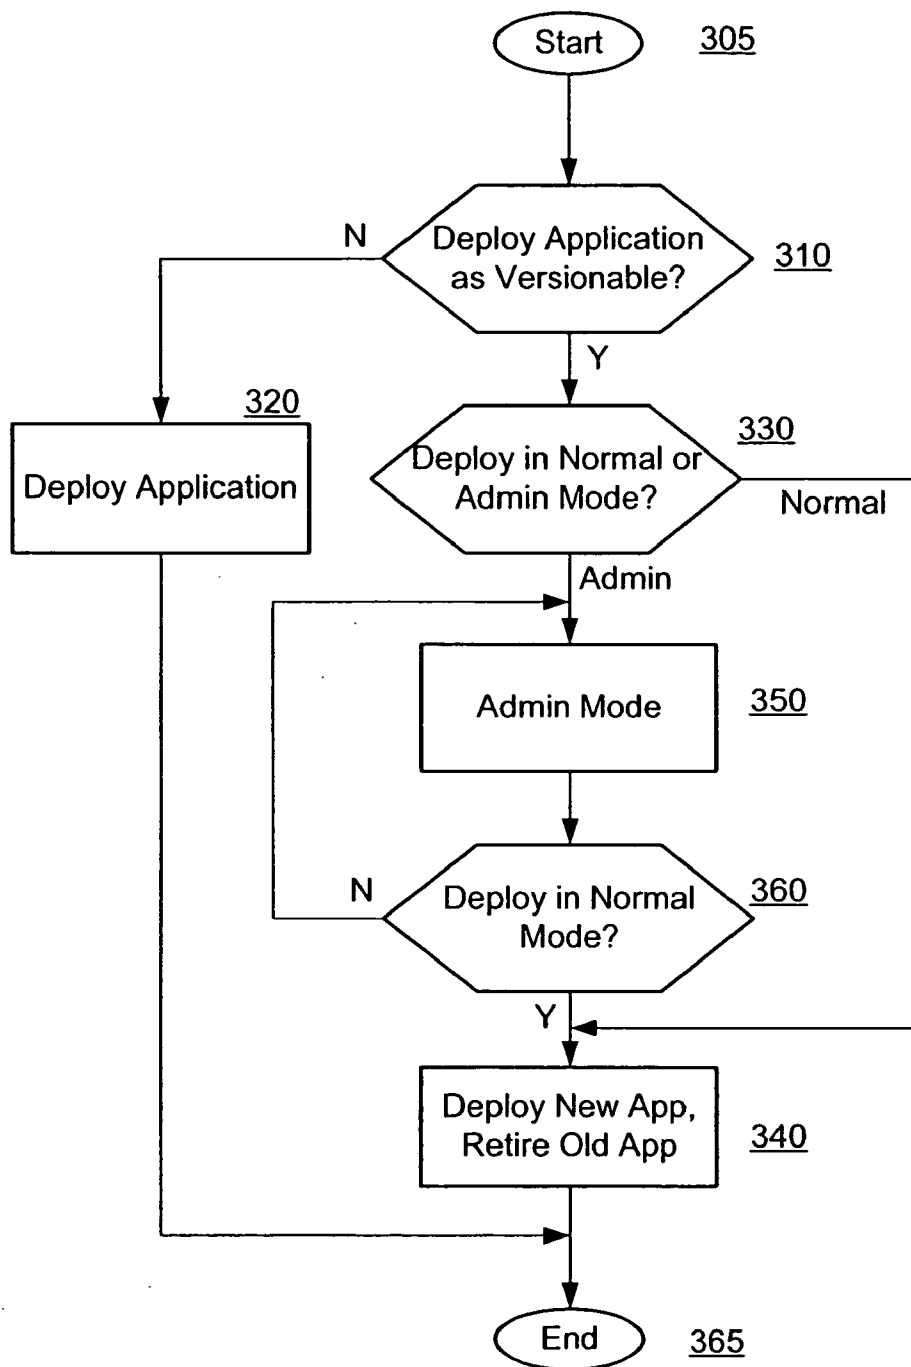 Start
305
N
Deploy Application
as Versionable?
310
Y
320
Deploy Application
Deploy in Normal or
Admin Mode?
330
Normal
Admin
Admin Mode
350
N
Deploy in Normal
Mode?
360
Y
Deploy New App,
Retire Old App
340
End
365